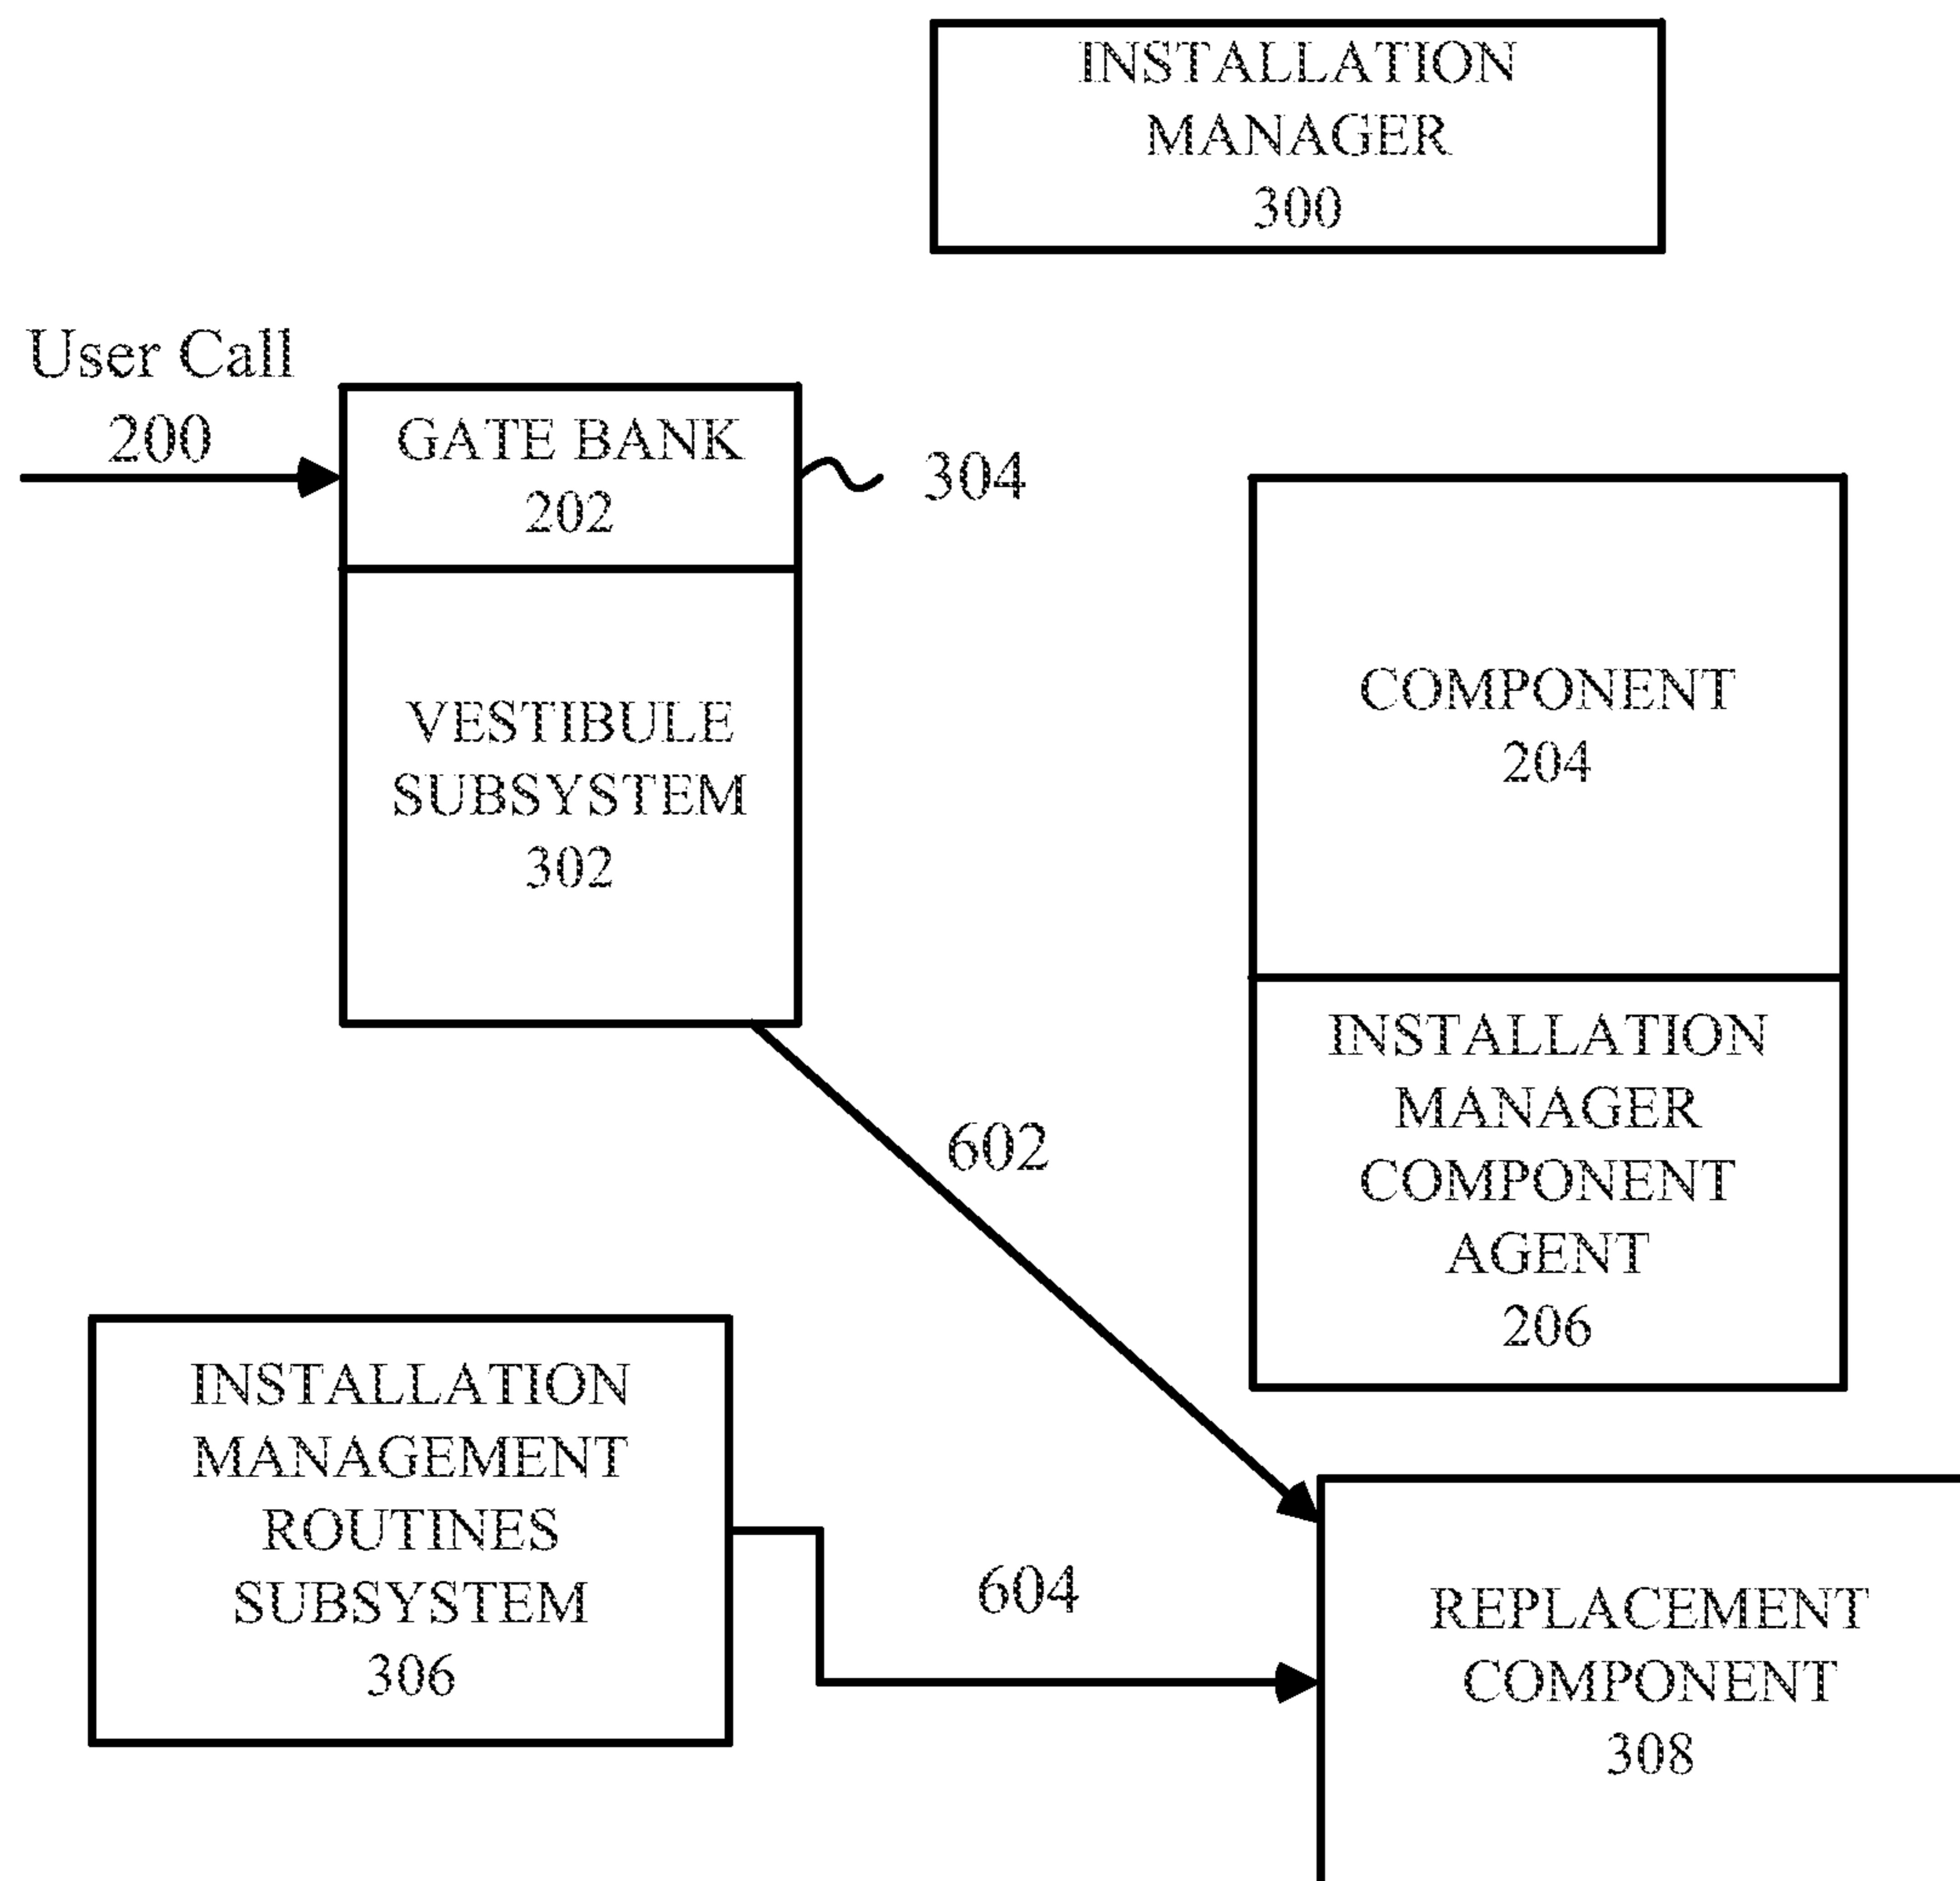 INSTALLATION
MANAGER
300
User Call
200
GATE BANK
202
304
VESTIBULE
SUBSYSTEM
302
COMPONENT
204
INSTALLATION
MANAGER
COMPONENT
AGENT
206
602
INSTALLATION
MANAGEMENT
ROUTINES
SUBSYSTEM
306
604
REPLACEMENT
COMPONENT
308